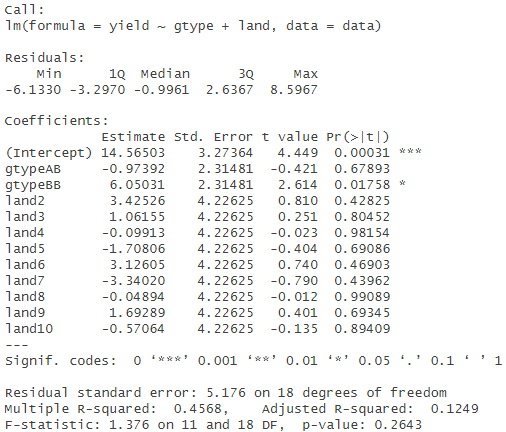 Call:
lm(formula = yield ~ gtype + land, data = data)
Residuals:
    Min      1Q  Median      3Q     Max
-6.1330 -3.2970 -0.9961  2.6367  8.5967
Coefficients:
            Estimate Std. Error t value Pr(>|t|)
(Intercept) 14.56503    3.27364   4.449  0.00031 ***
gtypeAB     -0.97392    2.31481  -0.421  0.67893
gtypeBB      6.05031    2.31481   2.614  0.01758 *
land2        3.42526    4.22625   0.810  0.42825
land3        1.06155    4.22625   0.251  0.80452
land4       -0.09913    4.22625  -0.023  0.98154
land5       -1.70806    4.22625  -0.404  0.69086
land6        3.12605    4.22625   0.740  0.46903
land7       -3.34020    4.22625  -0.790  0.43962
land8       -0.04894    4.22625  -0.012  0.99089
land9        1.69289    4.22625   0.401  0.69345
land10      -0.57064    4.22625  -0.135  0.89409
---
Signif. codes:  0 ‘***’ 0.001 ‘**’ 0.01 ‘*’ 0.05 ‘.’ 0.1 ‘ ’ 1
Residual standard error: 5.176 on 18 degrees of freedom
Multiple R-squared:  0.4568,    Adjusted R-squared:  0.1249
F-statistic: 1.376 on 11 and 18 DF,  p-value: 0.2643